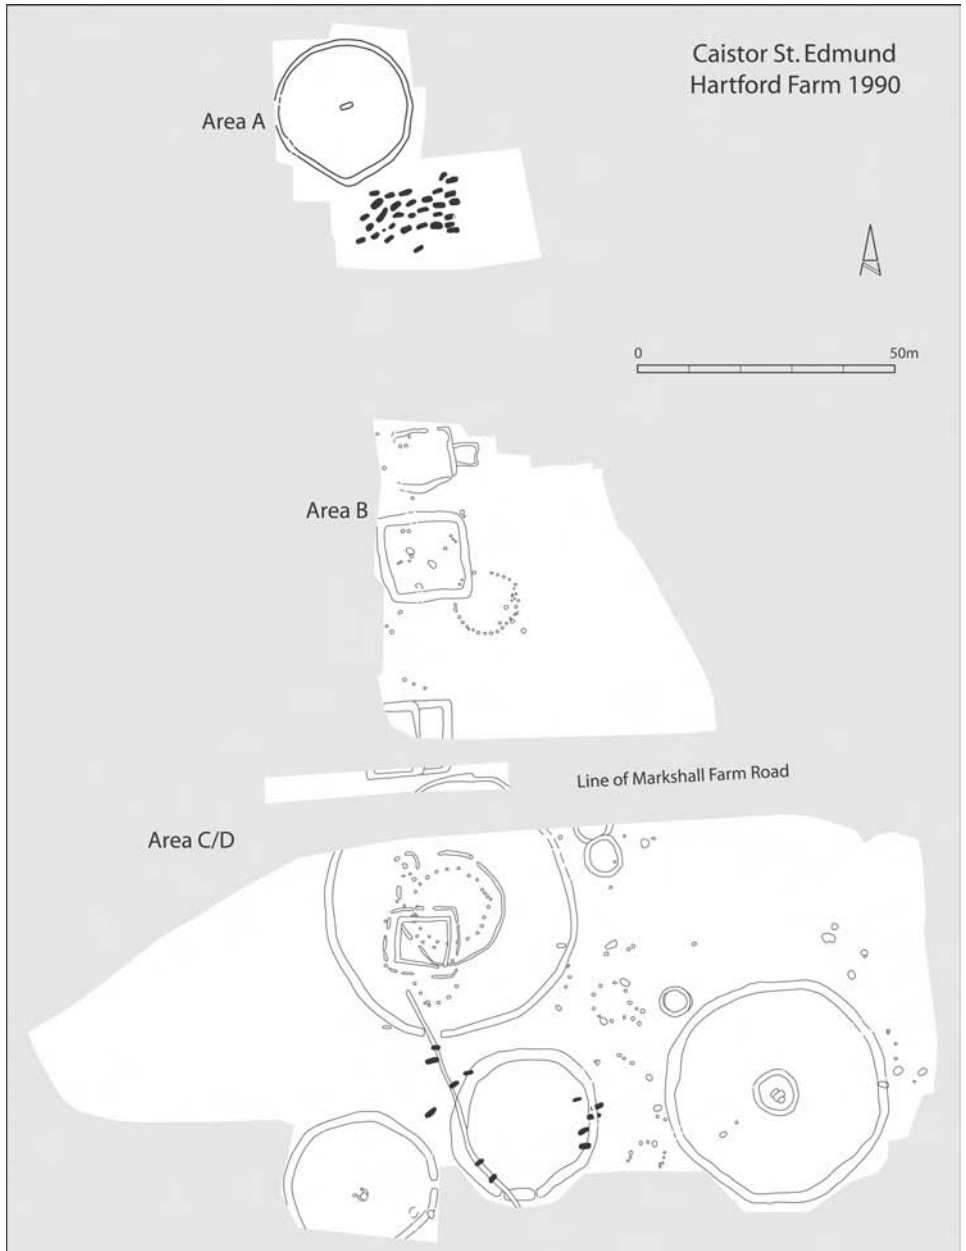 Caistor St. Edmund
Hartford Farm 1990
Area A
0 50m
Area B
Line of Markshall Farm Road
Area C/D